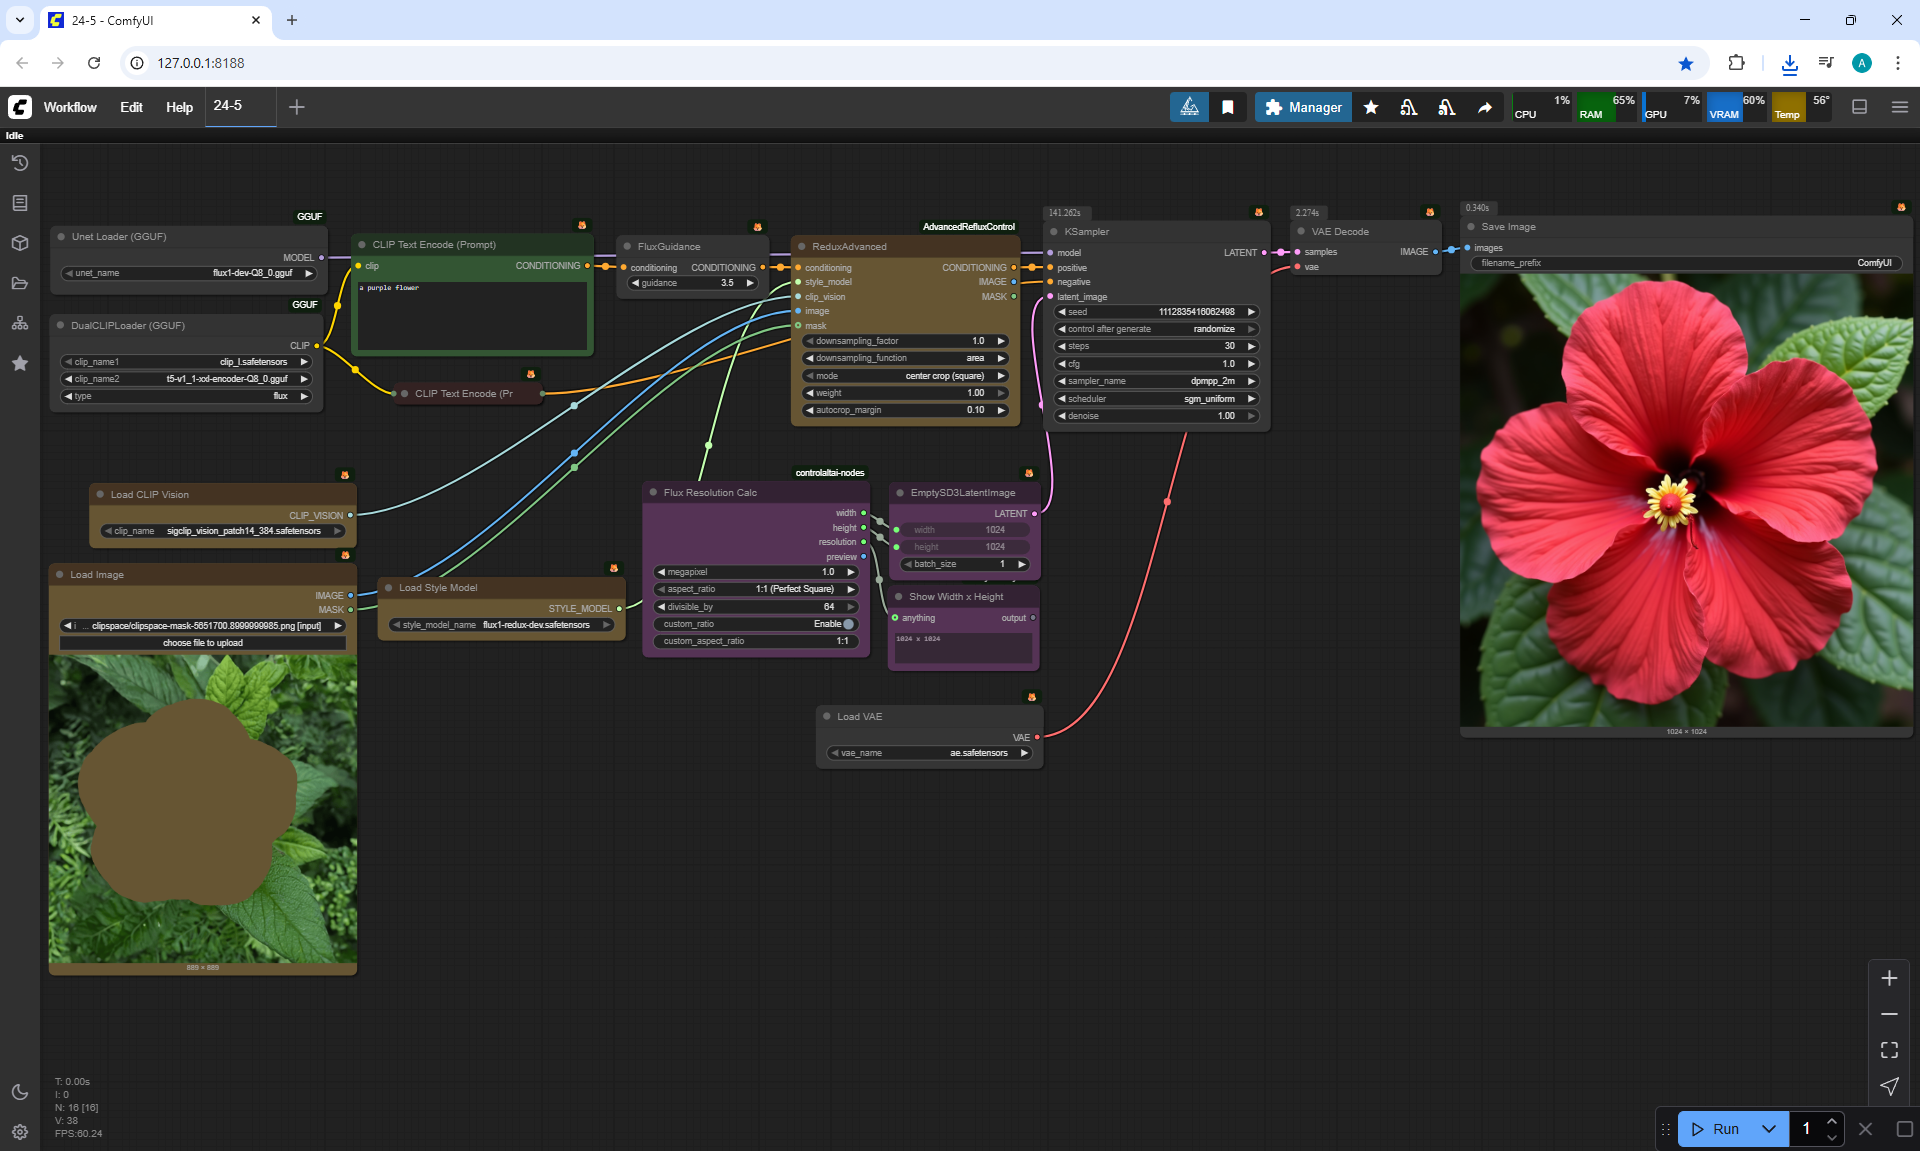 24-5 - ComfyUI
127.0.0.1:8188
A
Workflow
Edit
Help
24-5
Manager
CPU 1%
RAM 65%
GPU 7%
VRAM 60%
Temp 56°
Idle
GGUF
Unet Loader (GGUF)
MODEL
unet_name flux1-dev-Q8_0.gguf
GGUF
DualCLIPLoader (GGUF)
CLIP
clip_name1 clip_l.safetensors
clip_name2 t5-v1_1-xxl-encoder-Q8_0.gguf
type flux
CLIP Text Encode (Prompt)
clip CONDITIONING
a purple flower
CLIP Text Encode (Pr
FluxGuidance
conditioning CONDITIONING
guidance 3.5
AdvancedRefluxControl
ReduxAdvanced
conditioning CONDITIONING
style_model IMAGE
clip_vision MASK
image
mask
downsampling_factor 1.0
downsampling_function area
mode center crop (square)
weight 1.00
autocrop_margin 0.10
141.262s
KSampler
model LATENT
positive
negative
latent_image
seed 1112835416062498
control after generate randomize
steps 30
cfg 1.0
sampler_name dpmpp_2m
scheduler sgm_uniform
denoise 1.00
2.274s
VAE Decode
samples IMAGE
vae
0.340s
Save Image
images
filename_prefix ComfyUI
1024 × 1024
Load CLIP Vision
CLIP_VISION
clip_name sigclip_vision_patch14_384.safetensors
Load Image
IMAGE
MASK
i ... clipspace/clipspace-mask-5651700.8999999985.png [input]
choose file to upload
889 × 889
Load Style Model
STYLE_MODEL
style_model_name flux1-redux-dev.safetensors
controlaltai-nodes
Flux Resolution Calc
width
height
resolution
preview
megapixel 1.0
aspect_ratio 1:1 (Perfect Square)
divisible_by 64
custom_ratio Enable
custom_aspect_ratio 1:1
EmptySD3LatentImage
LATENT
width 1024
height 1024
batch_size 1
Show Width x Height
anything output
1024 x 1024
Load VAE
VAE
vae_name ae.safetensors
T: 0.00s
I: 0
N: 16 [16]
V: 38
FPS:60.24
Run
1